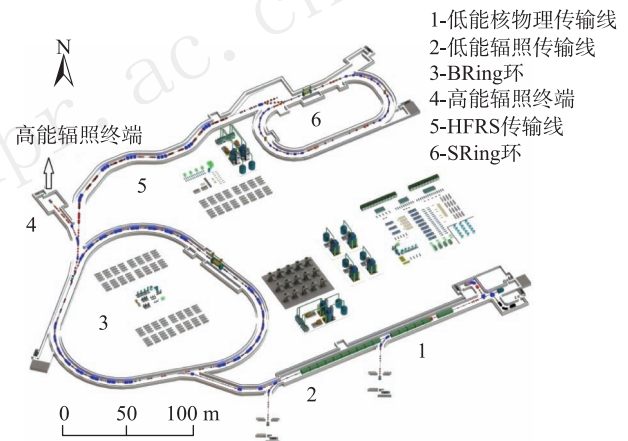 1-低能核物理传输线
2-低能辐照传输线
3-BRing环
4-高能辐照终端
5-HFRS传输线
6-SRing环
N
高能辐照终端
6
5
4
3
1
2
0 50 100 m